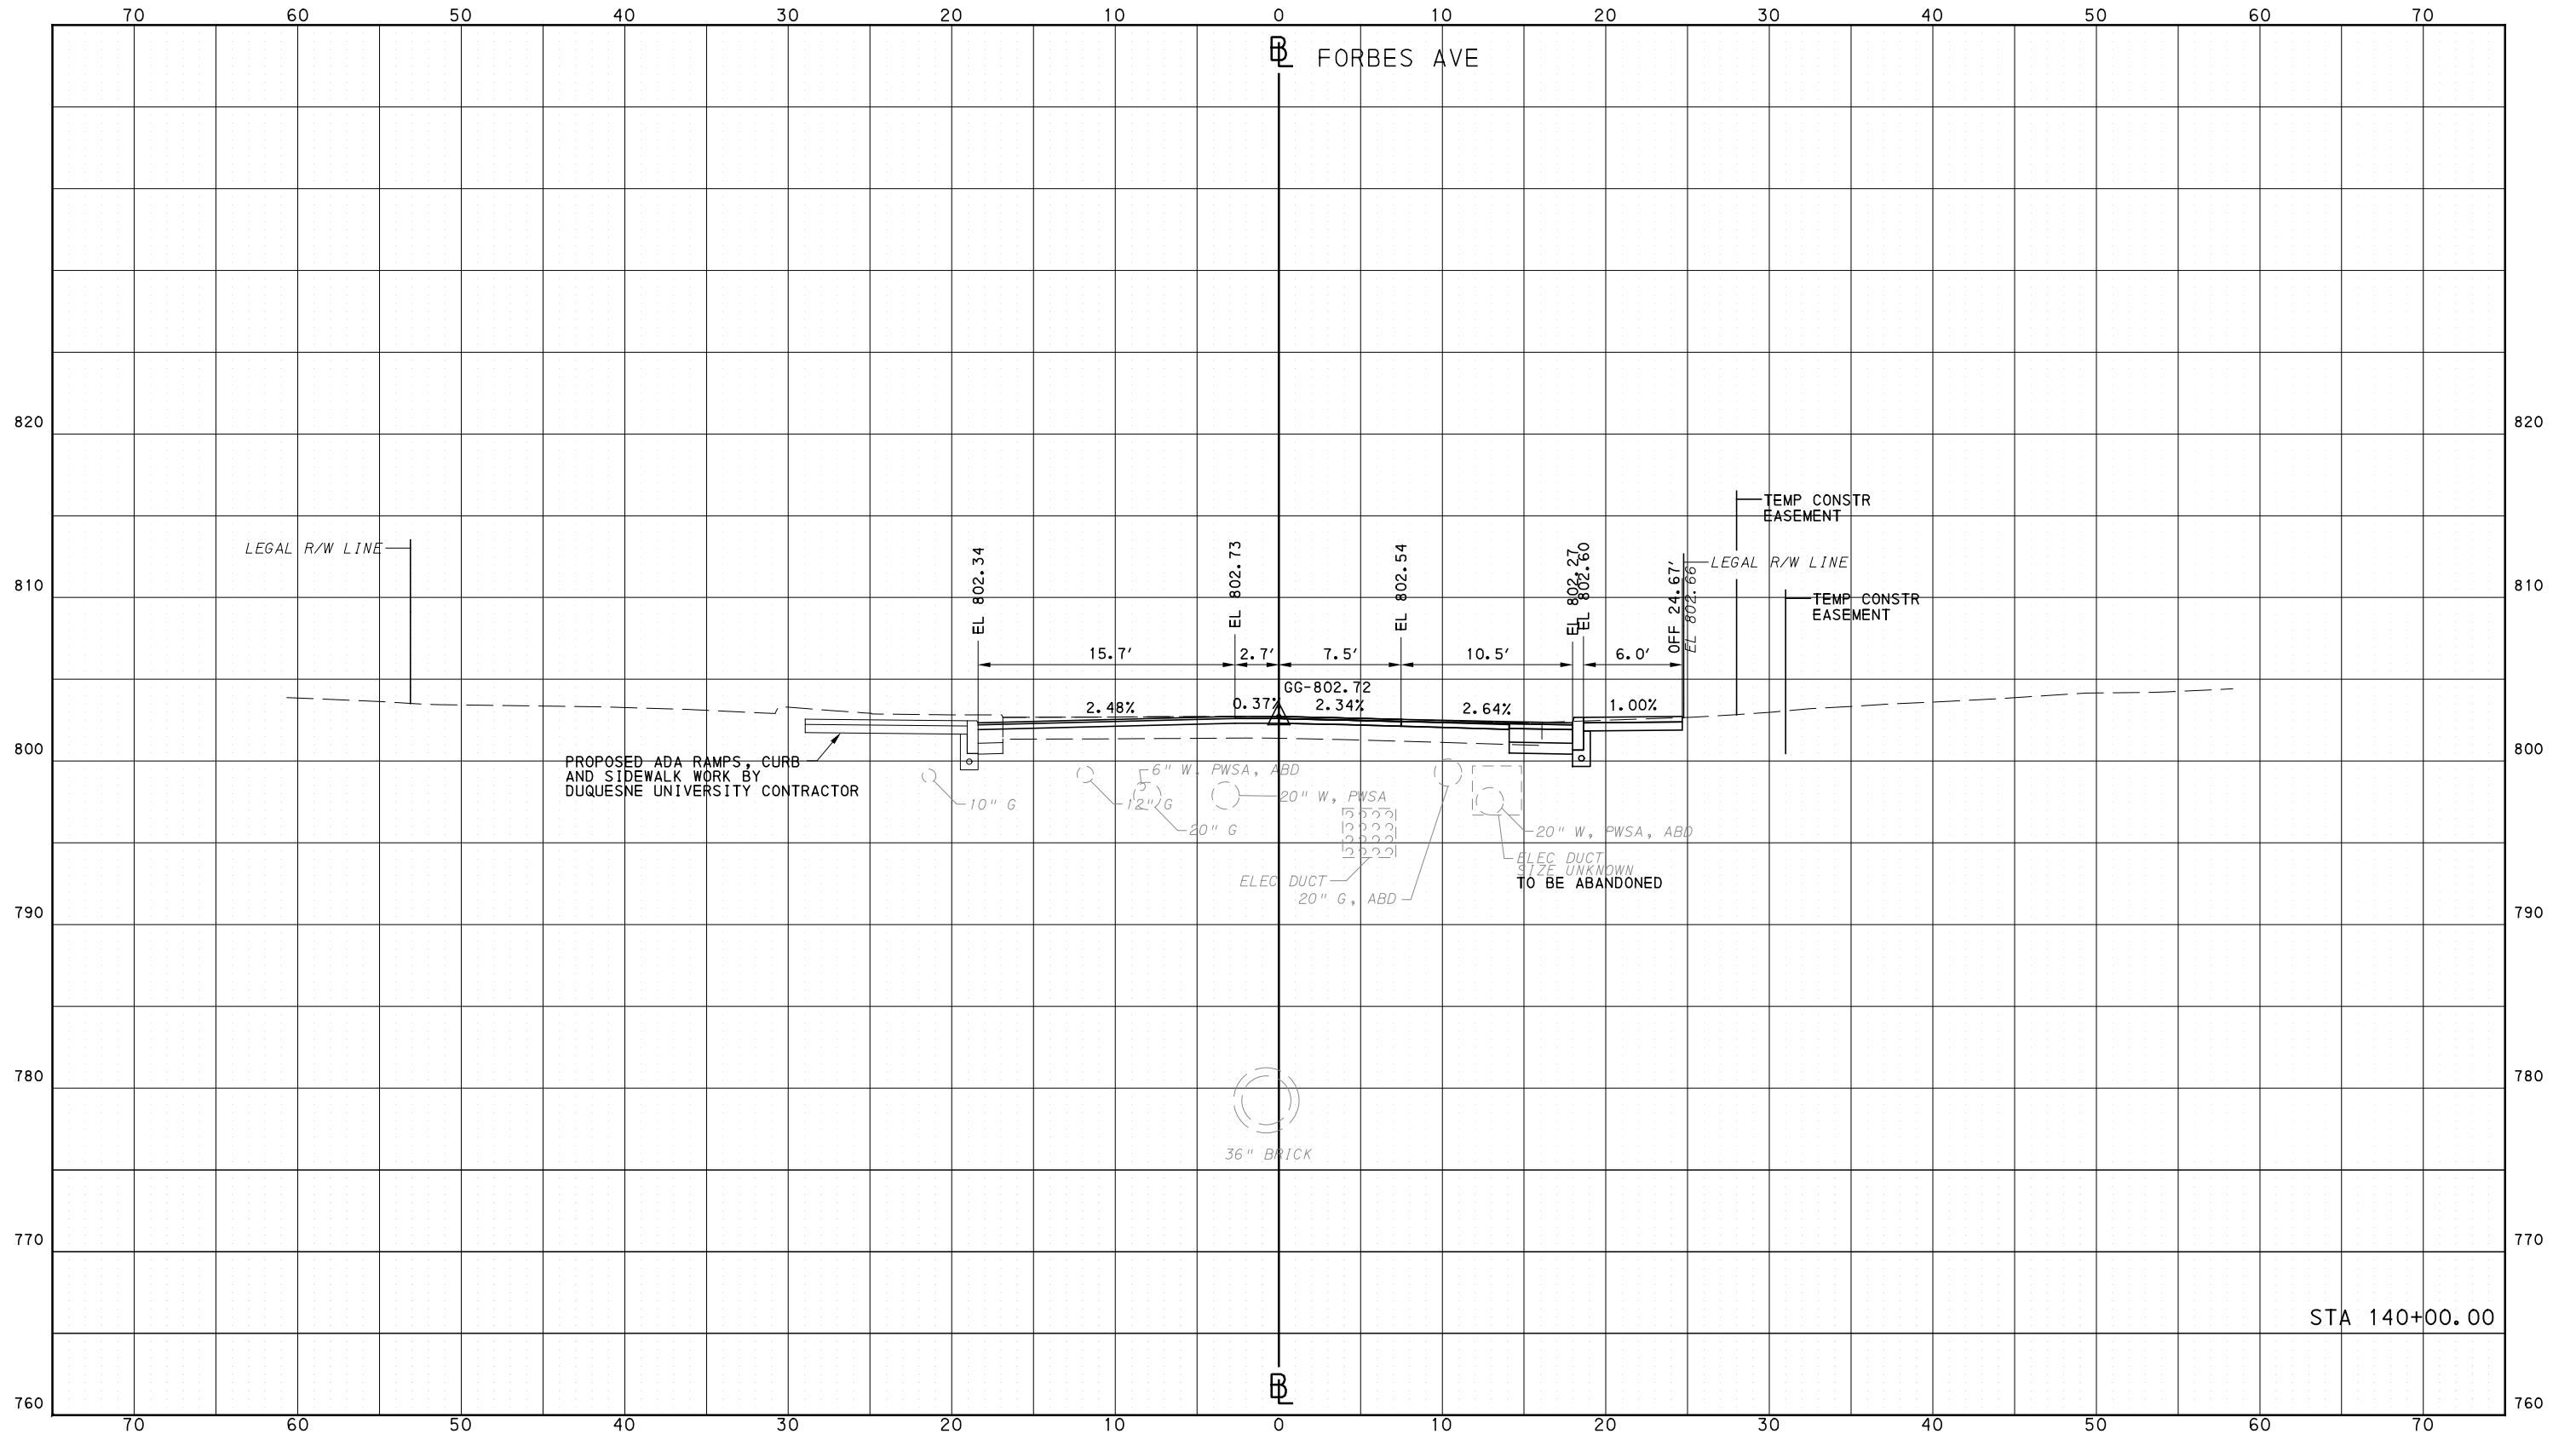 70 60 50 40 30 20 10 0 10 20 30 40 50 60 70
BL FORBES AVE
820 820
TEMP CONSTR
EASEMENT
LEGAL R/W LINE
EL 802.34
EL 802.73
EL 802.54
EL 802.27
EL 802.60
OFF 24.67'
EL 802.66
LEGAL R/W LINE
810 810
TEMP CONSTR
EASEMENT
15.7' 2.7' 7.5' 10.5' 6.0'
GG-802.72
2.48% 0.37% 2.34% 2.64% 1.00%
800 800
PROPOSED ADA RAMPS, CURB
AND SIDEWALK WORK BY
DUQUESNE UNIVERSITY CONTRACTOR
10" G
12" G
6" W, PWSA, ABD
20" G
20" W, PWSA
20" W, PWSA, ABD
ELEC DUCT
SIZE UNKNOWN
TO BE ABANDONED
ELEC DUCT
20" G, ABD
790 790
780 780
36" BRICK
770 770
STA 140+00.00
BL
760 760
70 60 50 40 30 20 10 0 10 20 30 40 50 60 70